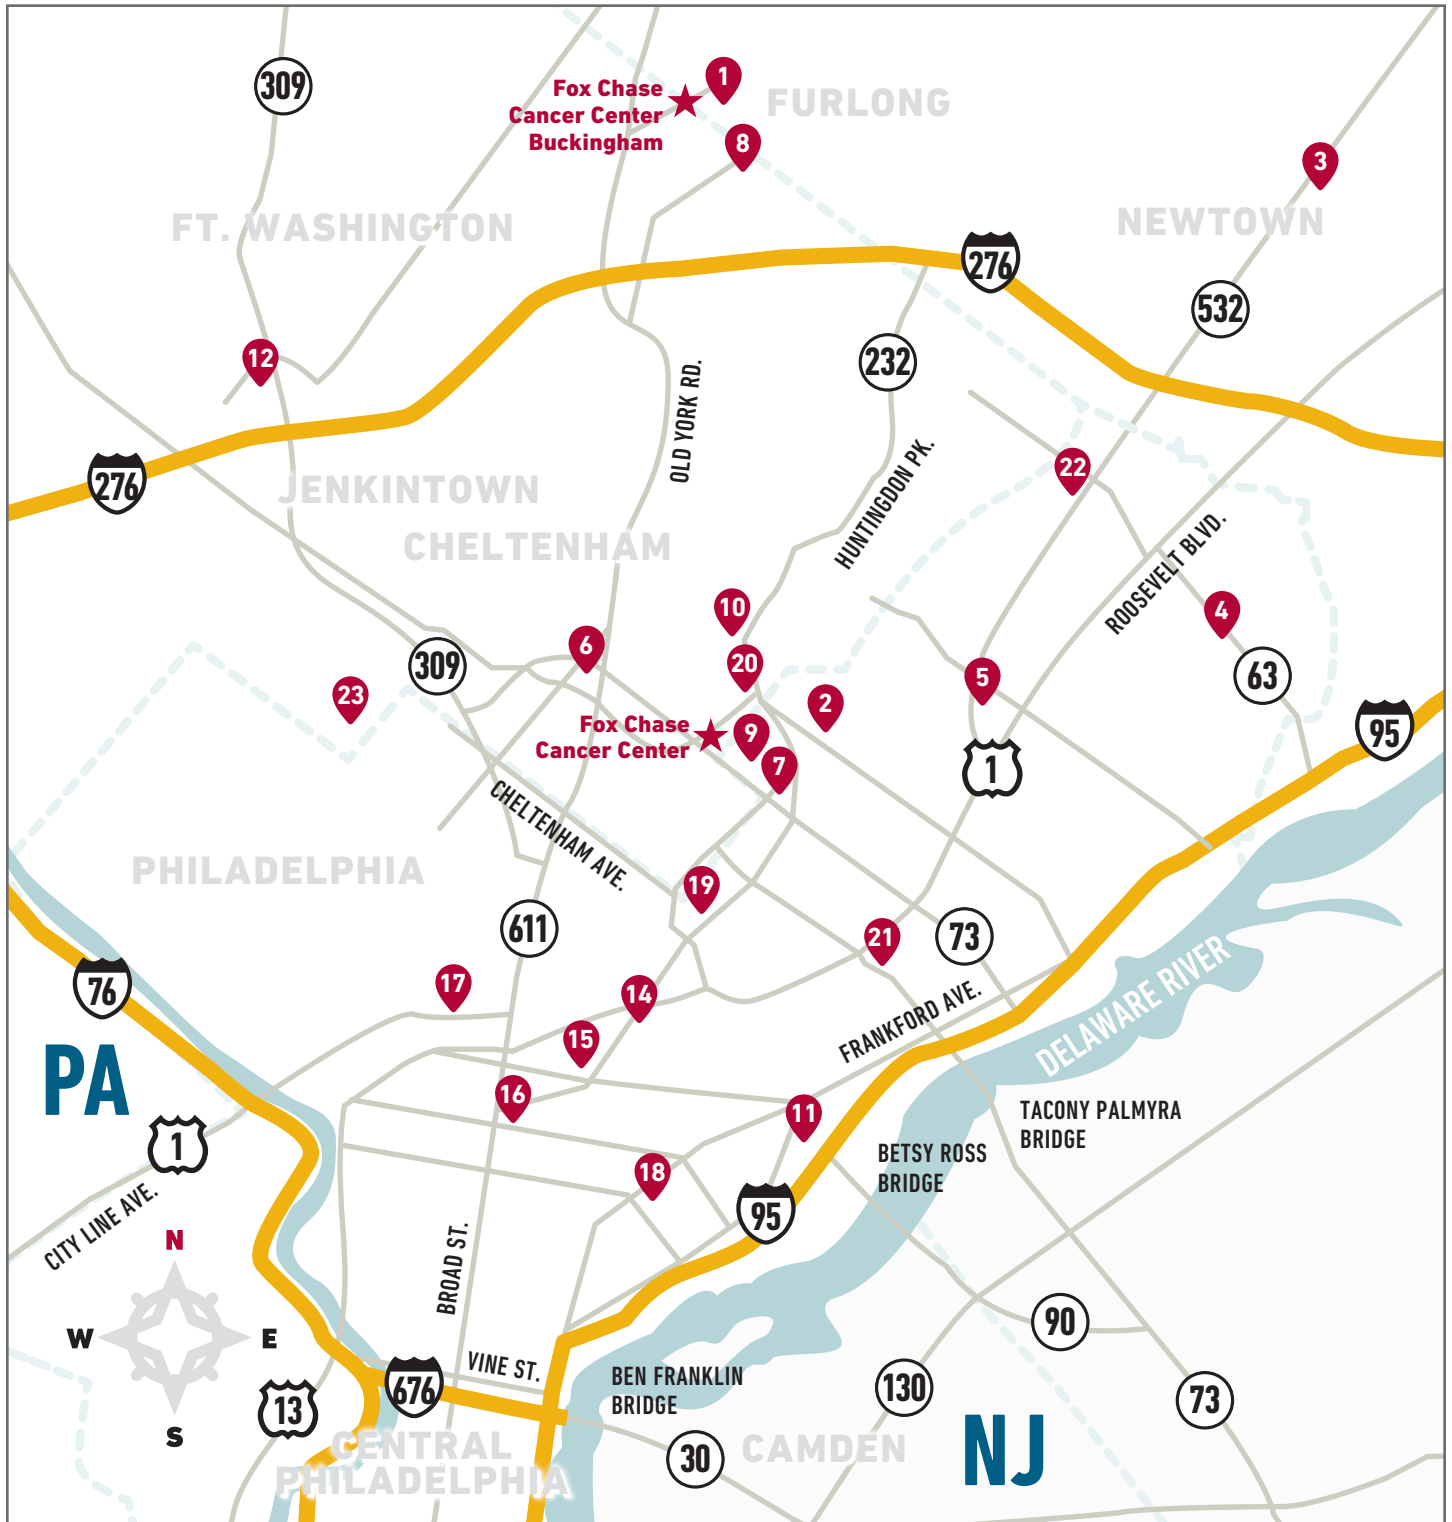 309
Fox Chase
Cancer Center
Buckingham
1
FURLONG
8
3
FT. WASHINGTON
NEWTOWN
276
532
12
232
OLD YORK RD.
276
JENKINTOWN
CHELTENHAM
HUNTINGDON PK.
22
ROOSEVELT BLVD.
10
4
6
309
20
5
63
23
2
Fox Chase
Cancer Center
9
7
1
95
CHELTENHAM AVE.
PHILADELPHIA
19
611
21
73
76
17
14
FRANKFORD AVE.
DELAWARE RIVER
15
PA
16
11
TACONY PALMYRA
BRIDGE
1
BETSY ROSS
BRIDGE
18
95
CITY LINE AVE.
N
BROAD ST.
W
E
S
VINE ST.
90
676
BEN FRANKLIN
BRIDGE
130
73
13
CENTRAL
PHILADELPHIA
30
CAMDEN
NJ